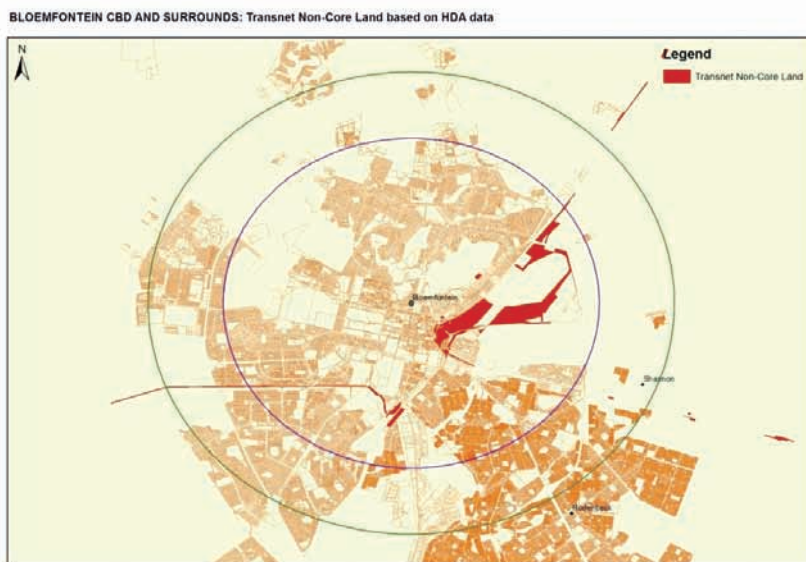 BLOEMFONTEIN CBD AND SURROUNDS: Transnet Non-Core Land based on HDA data
N
Legend
Transnet Non-Core Land
Bloemfontein
Shannon